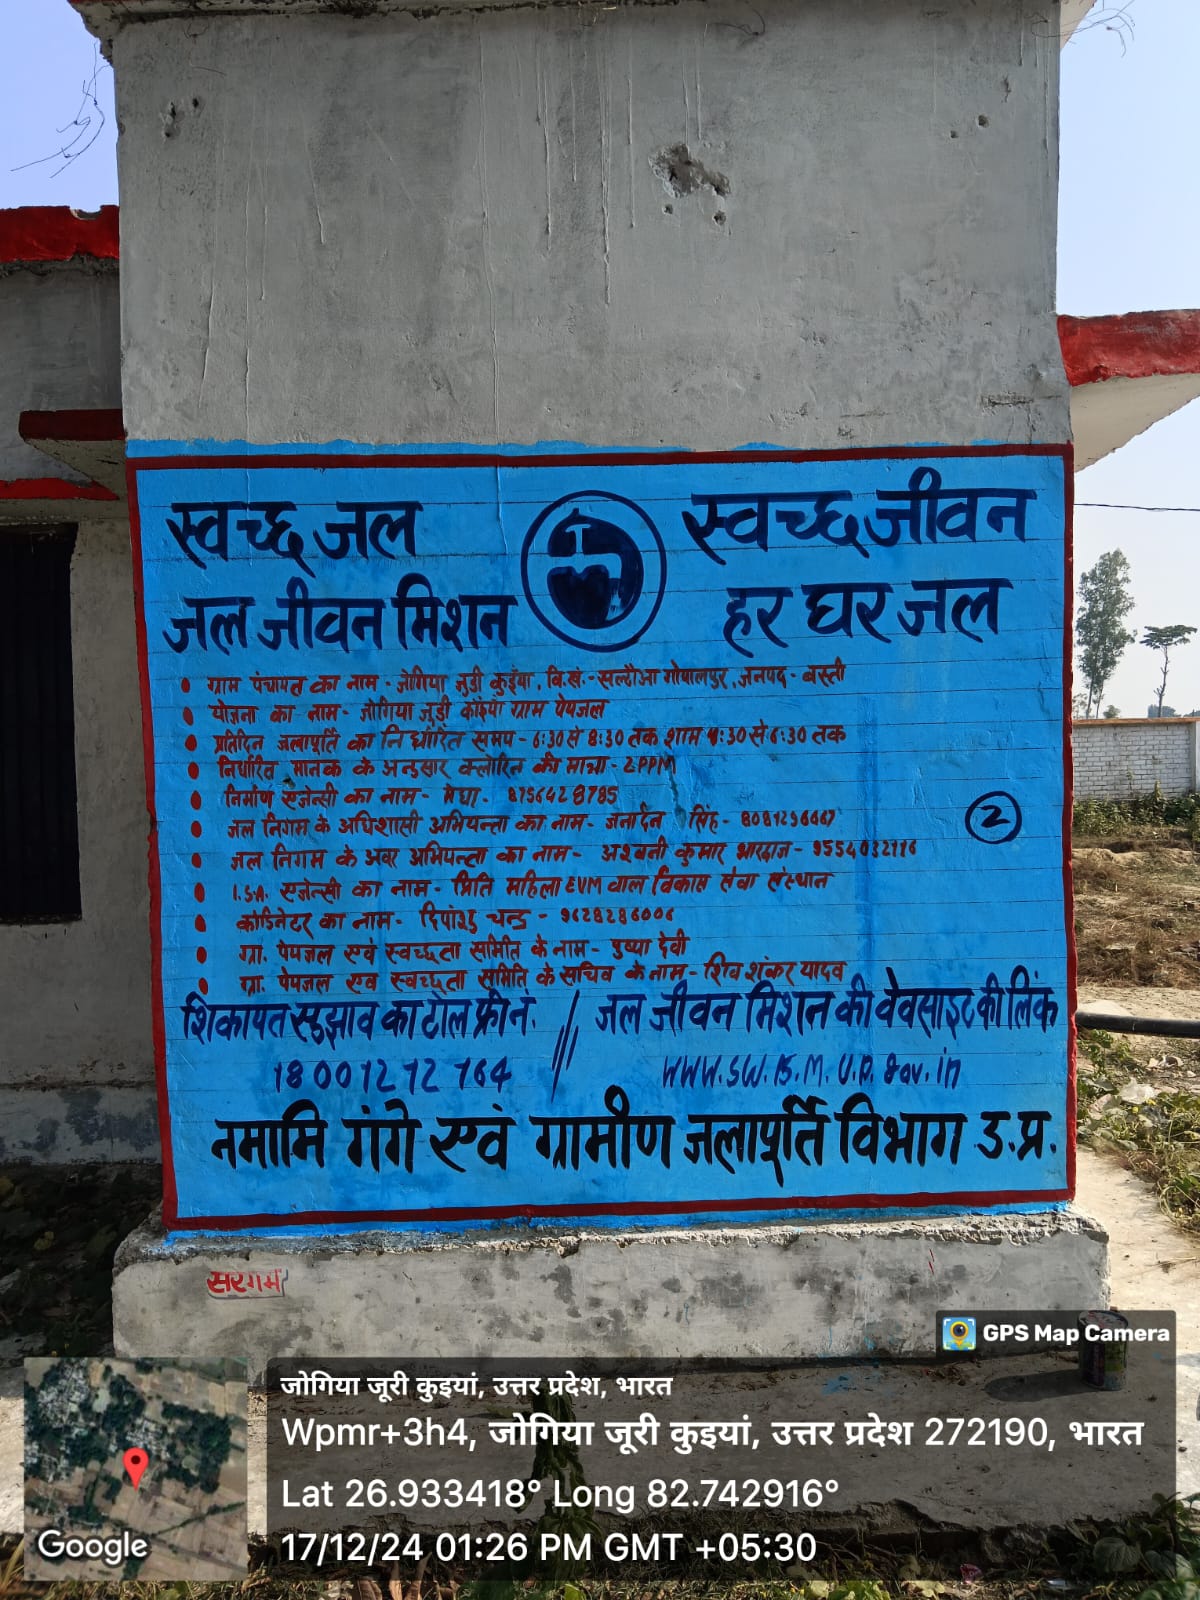 स्वच्छ जल स्वच्छ जीवन
जल जीवन मिशन हर घर जल
• ग्राम पंचायत का नाम - जोगिया जुड़ी कुइंया, वि.खं.- सल्टौआ गोपालपुर, जनपद - बस्ती
• योजना का नाम - जोगिया जूड़ी कोइया ग्राम पेयजल
• प्रतिदिन जलापूर्ति का निर्धारित समय - 6:30 से 8:30 तक शाम 4:30 से 6:30 तक
• निर्धारित मानक के अनुसार क्लोरिन की मात्रा - 2 PPM
• निर्माण एजेन्सी का नाम - मेघा - 8756428785
• जल निगम के अधिशासी अभियन्ता का नाम - जनार्दन सिंह -
②
• जल निगम के अवर अभियन्ता का नाम - अश्वनी कुमार भारद्वाज -
• I.S.A. एजेन्सी का नाम - प्रिति महिला EVM वाल विकास सेवा संस्थान
• कोडिनेटर का नाम - दिपांशु चन्द्र - 9628286006
• ग्रा. पेयजल एवं स्वच्छता समिति के नाम - पुष्पा देवी
• ग्रा. पेयजल एव स्वच्छता समिति के सचिव के नाम - शिव शंकर यादव
शिकायत सुझाव का टोल फ्री नं. /// जल जीवन मिशन की वेवसाइट की लिंक
18001212164 www.SW.S.M.U.P.Gov.in
नमामि गंगे एवं ग्रामीण जलापूर्ति विभाग उ.प्र.
सरगम
GPS Map Camera
जोगिया जूरी कुइयां, उत्तर प्रदेश, भारत
Wpmr+3h4, जोगिया जूरी कुइयां, उत्तर प्रदेश 272190, भारत
Lat 26.933418° Long 82.742916°
17/12/24 01:26 PM GMT +05:30
Google